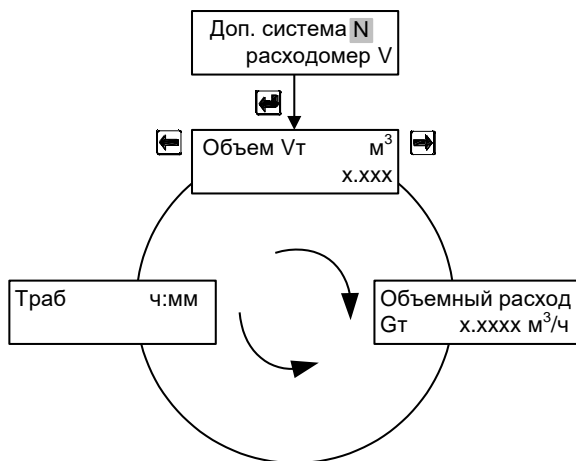 Доп. система N
расходомер V
Объем Vт м³
x.xxx
Траб ч:мм
Объемный расход
Gт x.xxxx м³/ч